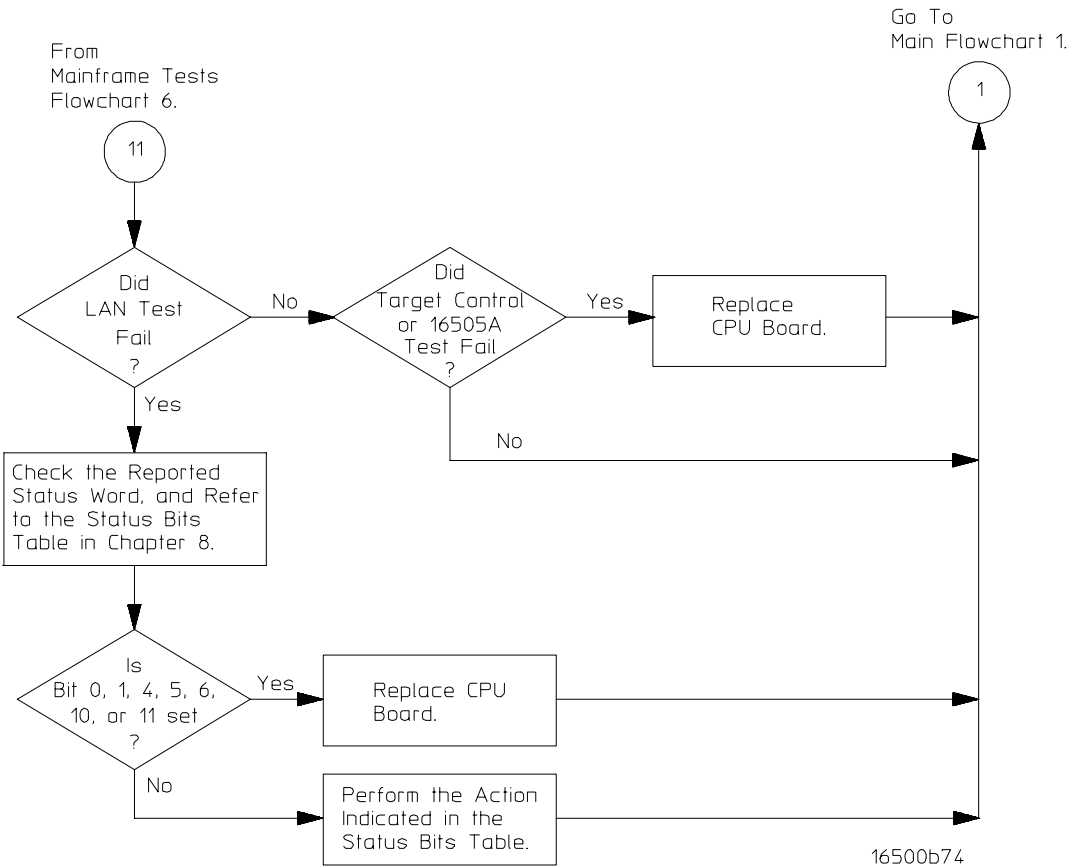 Go To
Main Flowchart 1.
1
From
Mainframe Tests
Flowchart 6.
11
Did
LAN Test
Fail
?
No
Did
Target Control
or 16505A
Test Fail
?
Yes
Replace
CPU Board.
Yes
No
Check the Reported
Status Word, and Refer
to the Status Bits
Table in Chapter 8.
Is
Bit 0, 1, 4, 5, 6,
10, or 11 set
?
Yes
Replace CPU
Board.
No
Perform the Action
Indicated in the
Status Bits Table.
16500b74